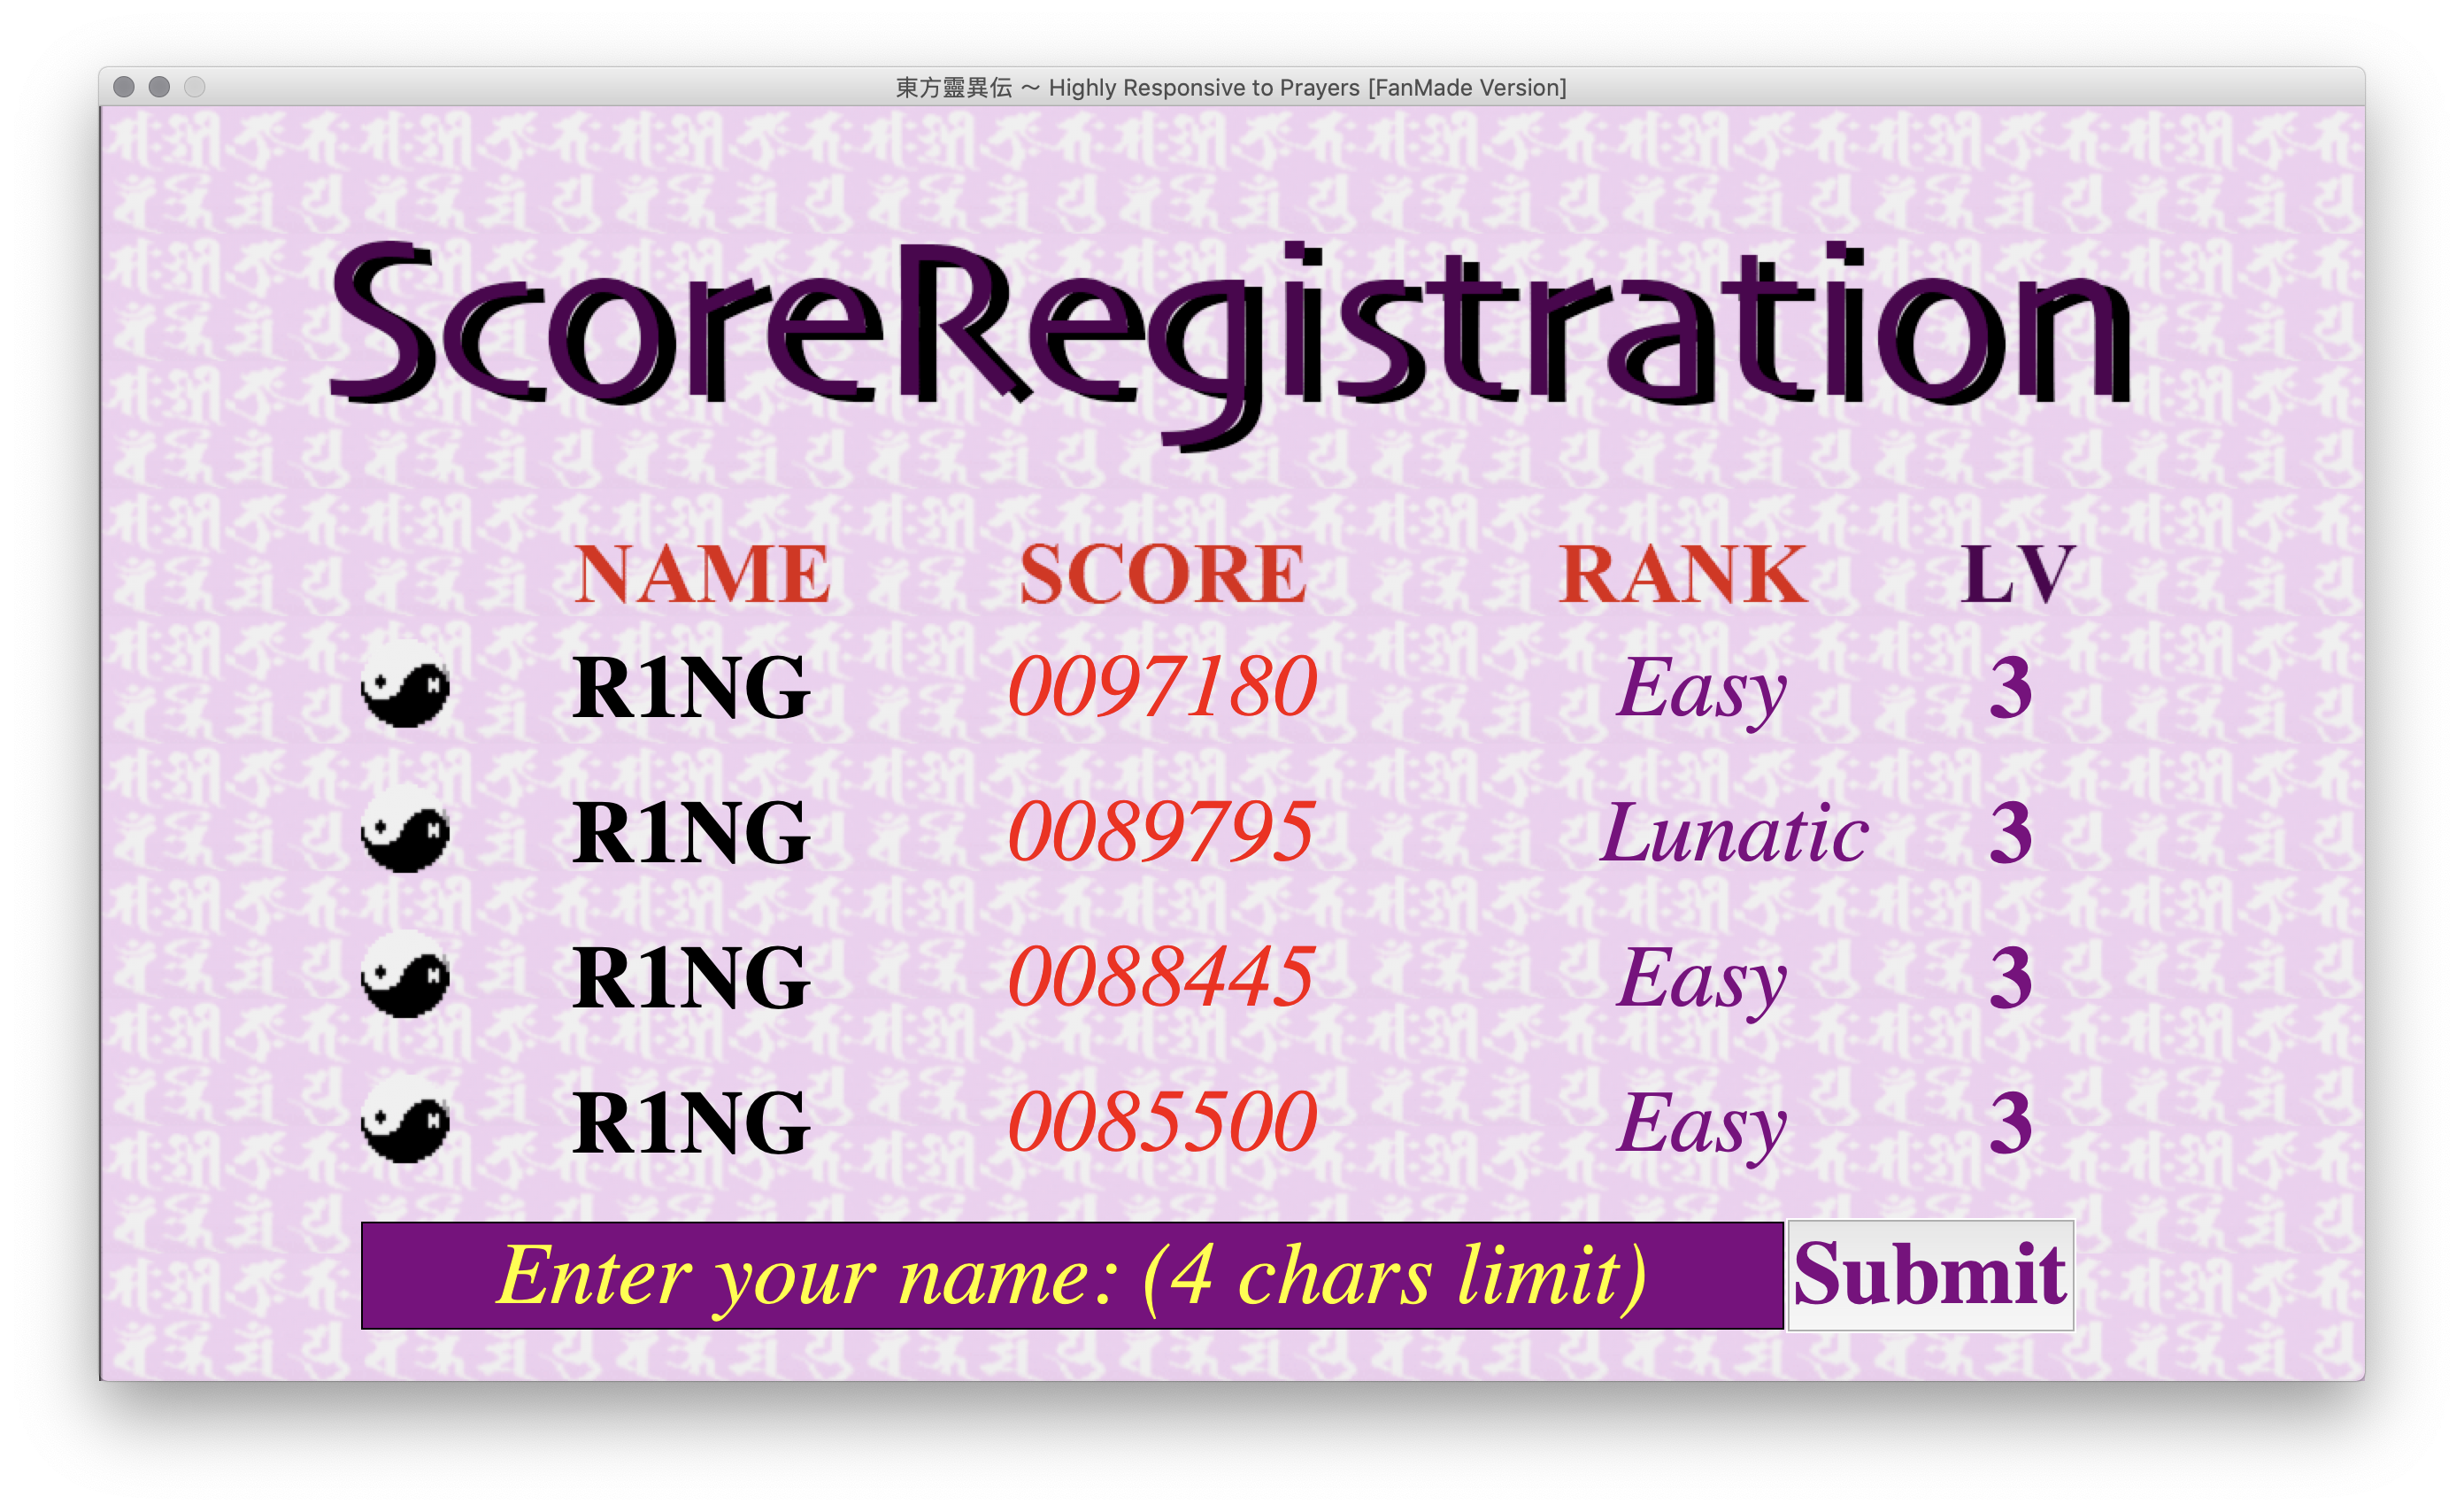 東方靈異伝 ～ Highly Responsive to Prayers [FanMade Version]
ScoreRegistration
NAME SCORE RANK LV
R1NG 0097180 Easy 3
R1NG 0089795 Lunatic 3
R1NG 0088445 Easy 3
R1NG 0085500 Easy 3
Enter your name: (4 chars limit) Submit